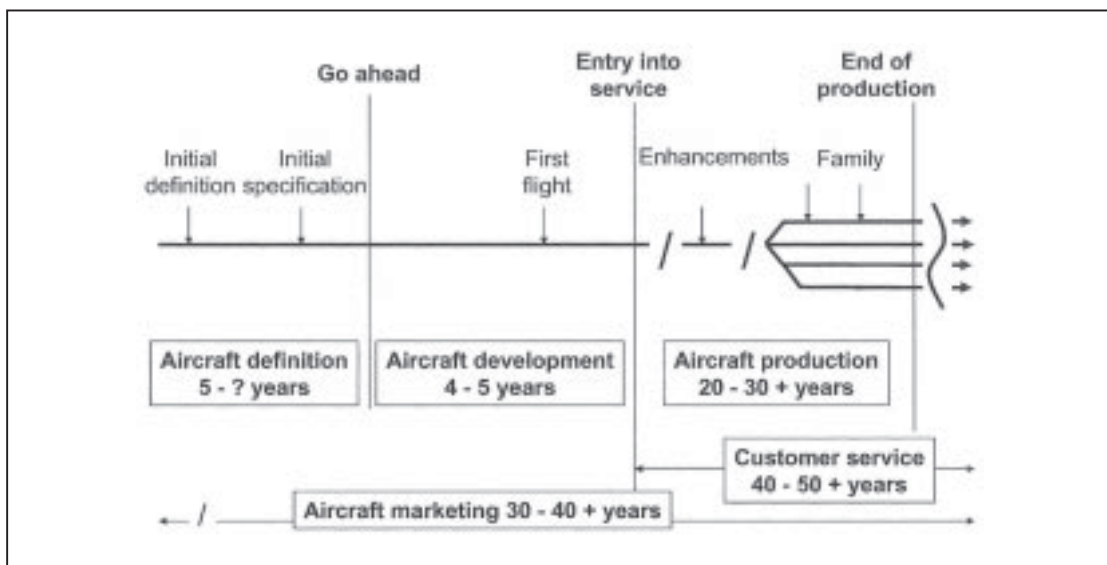 Go ahead
Entry into
service
End of
production
Initial
definition
Initial
specification
First
flight
Enhancements
Family
Aircraft definition
5 - ? years
Aircraft development
4 - 5 years
Aircraft production
20 - 30 + years
Customer service
40 - 50 + years
Aircraft marketing 30 - 40 + years